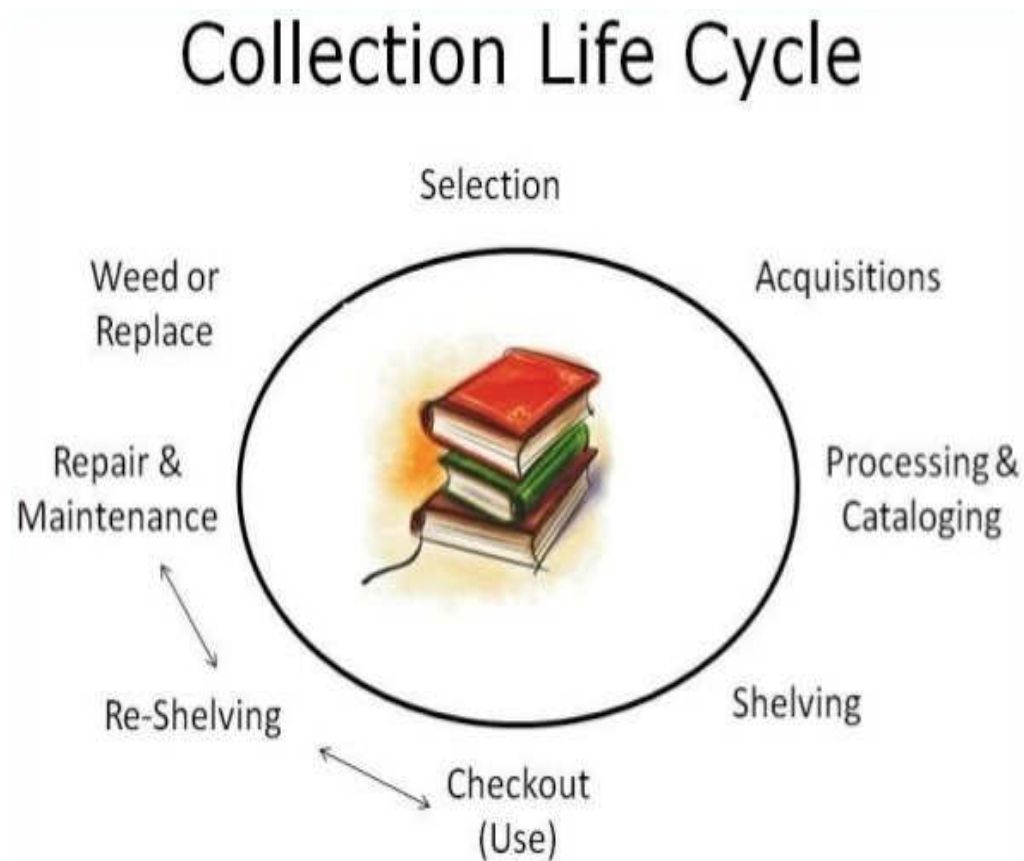 Collection Life Cycle
Selection
Acquisitions
Processing &
Cataloging
Shelving
Checkout
(Use)
Re-Shelving
Repair &
Maintenance
Weed or
Replace